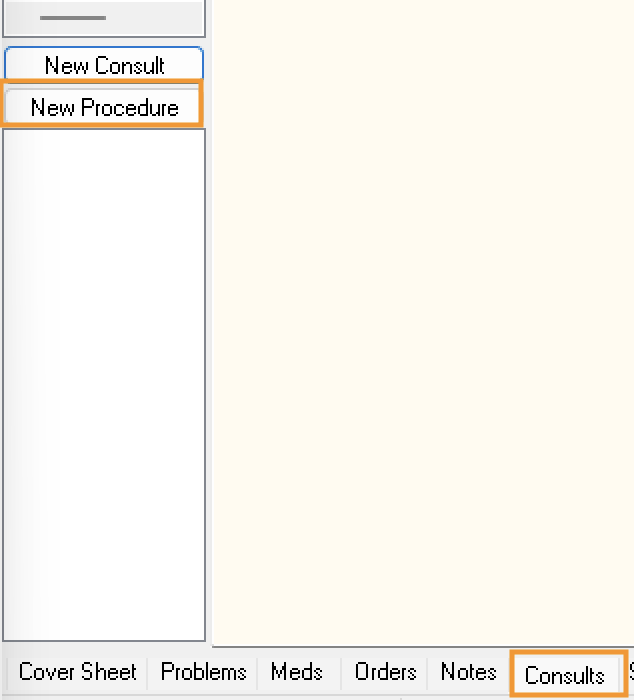 New Consult
New Procedure
Cover Sheet Problems Meds Orders Notes Consults